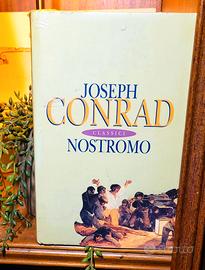 JOSEPH
CONRAD
CLASSICI
NOSTROMO